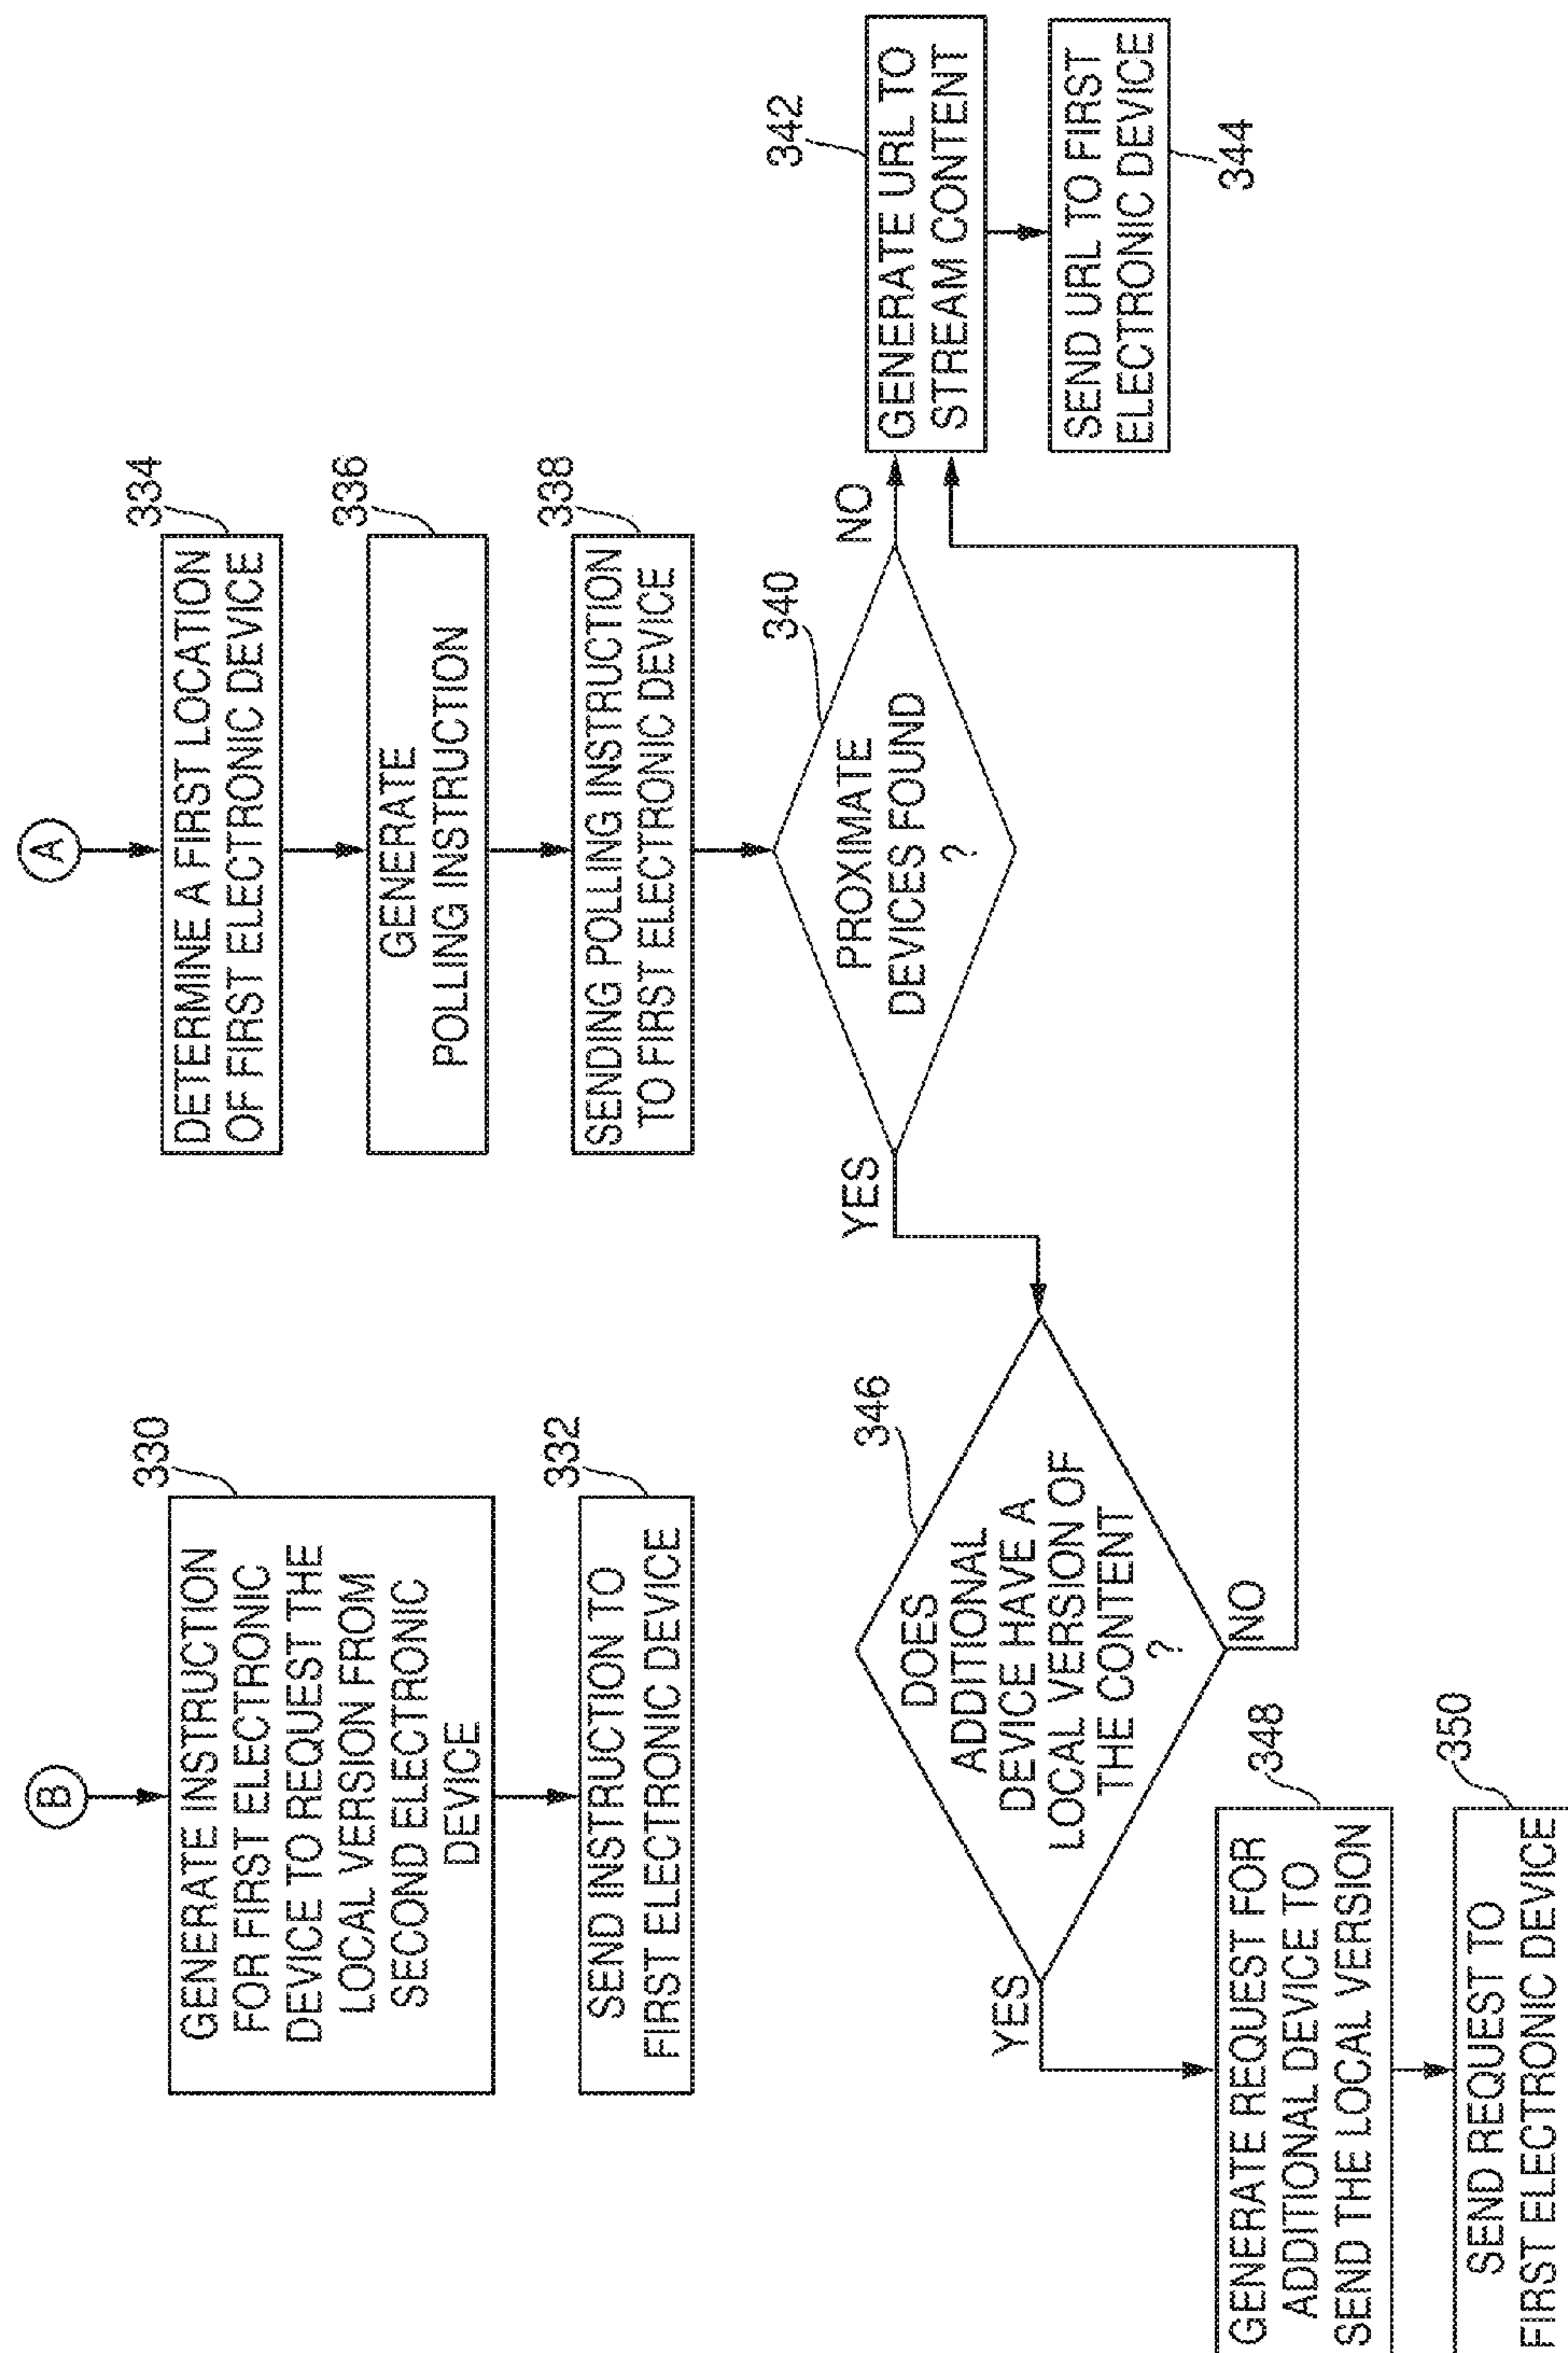 B
330
GENERATE INSTRUCTION
FOR FIRST ELECTRONIC
DEVICE TO REQUEST THE
LOCAL VERSION FROM
SECOND ELECTRONIC
DEVICE
332
SEND INSTRUCTION TO
FIRST ELECTRONIC DEVICE
A
334
DETERMINE A FIRST LOCATION
OF FIRST ELECTRONIC DEVICE
336
GENERATE
POLLING INSTRUCTION
338
SENDING POLLING INSTRUCTION
TO FIRST ELECTRONIC DEVICE
340
PROXIMATE
DEVICES FOUND
?
YES
NO
342
GENERATE URL TO
STREAM CONTENT
SEND URL TO FIRST
ELECTRONIC DEVICE
344
346
DOES
ADDITIONAL
DEVICE HAVE A
LOCAL VERSION OF
THE CONTENT
?
YES
NO
348
GENERATE REQUEST FOR
ADDITIONAL DEVICE TO
SEND THE LOCAL VERSION
350
SEND REQUEST TO
FIRST ELECTRONIC DEVICE